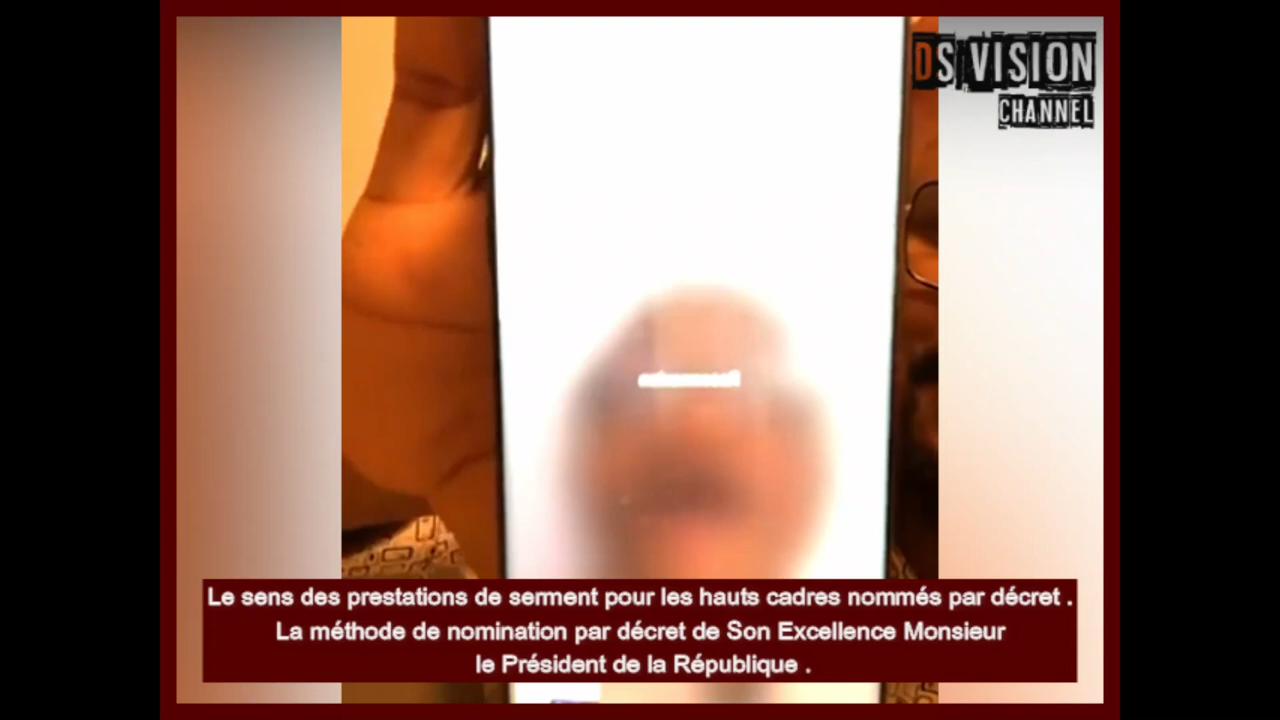 DS VISION
CHANNEL
Le sens des prestations de serment pour les hauts cadres nommés par décret .
La méthode de nomination par décret de Son Excellence Monsieur
le Président de la République .